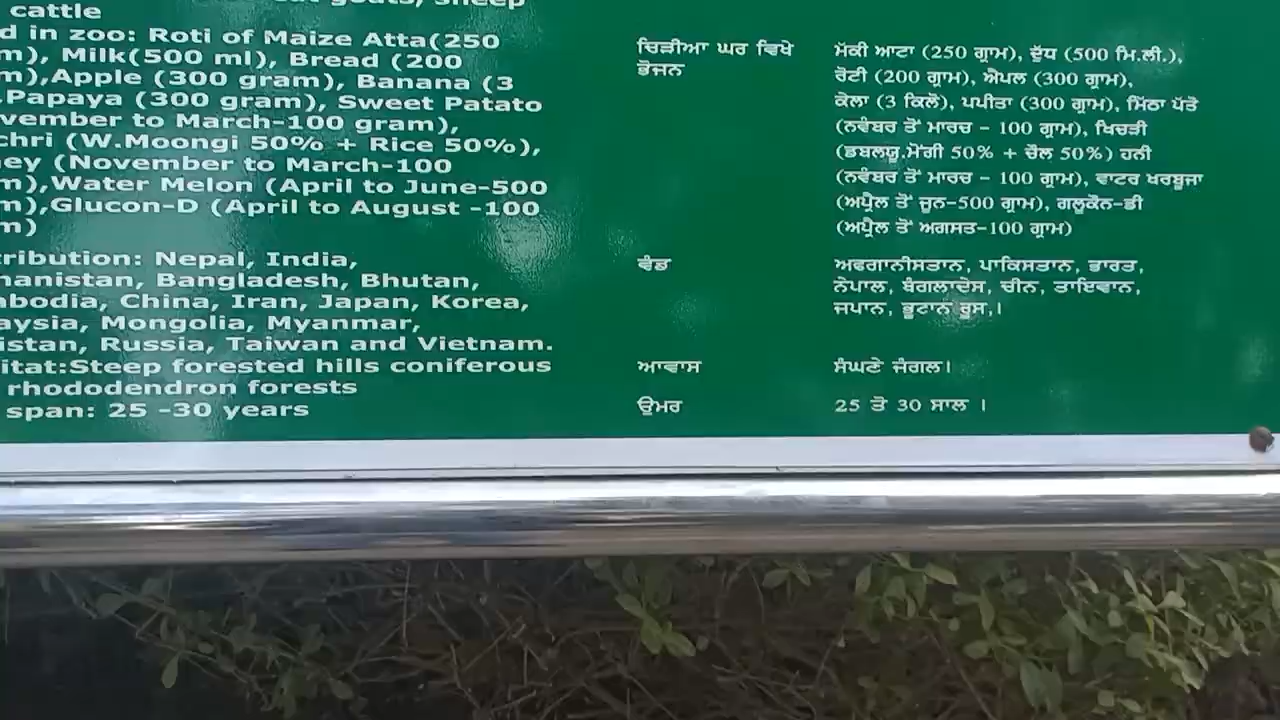 cattle
d in zoo: Roti of Maize Atta(250
m), Milk(500 ml), Bread (200
m),Apple (300 gram), Banana (3
.Papaya (300 gram), Sweet Patato
vember to March-100 gram),
chri (W.Moongi 50% + Rice 50%),
ey (November to March-100
m),Water Melon (April to June-500
m),Glucon-D (April to August -100
m)
ribution: Nepal, India,
hanistan, Bangladesh, Bhutan,
bodia, China, Iran, Japan, Korea,
aysia, Mongolia, Myanmar,
istan, Russia, Taiwan and Vietnam.
itat:Steep forested hills coniferous
rhododendron forests
span: 25 -30 years
ਚਿੜੀਆ ਘਰ ਵਿਖੇ
ਭੋਜਨ
ਮੱਕੀ ਆਟਾ (250 ਗ੍ਰਾਮ), ਦੁੱਧ (500 ਮਿ.ਲੀ.),
ਰੋਟੀ (200 ਗ੍ਰਾਮ), ਐਪਲ (300 ਗ੍ਰਾਮ),
ਕੇਲਾ (3 ਕਿਲੋ), ਪਪੀਤਾ (300 ਗ੍ਰਾਮ), ਮਿੱਠਾ ਪੱਤੋ
(ਨਵੰਬਰ ਤੋਂ ਮਾਰਚ - 100 ਗ੍ਰਾਮ), ਖਿਚੜੀ
(ਡਬਲਯੂ.ਮੋਂਗੀ 50% + ਚੌਲ 50%) ਹਨੀ
(ਨਵੰਬਰ ਤੋਂ ਮਾਰਚ - 100 ਗ੍ਰਾਮ), ਵਾਟਰ ਖਰਬੂਜਾ
(ਅਪ੍ਰੈਲ ਤੋਂ ਜੂਨ-500 ਗ੍ਰਾਮ), ਗਲੂਕੌਨ-ਡੀ
(ਅਪ੍ਰੈਲ ਤੋਂ ਅਗਸਤ-100 ਗ੍ਰਾਮ)
ਵੰਡ
ਅਫਗਾਨੀਸਤਾਨ, ਪਾਕਿਸਤਾਨ, ਭਾਰਤ,
ਨੇਪਾਲ, ਬੰਗਲਾਦੇਸ, ਚੀਨ, ਤਾਇਵਾਨ,
ਜਪਾਨ, ਭੂਟਾਨ ਰੂਸ,।
ਆਵਾਸ
ਸੰਘਣੇ ਜੰਗਲ।
ਉਮਰ
25 ਤੋ 30 ਸਾਲ ।